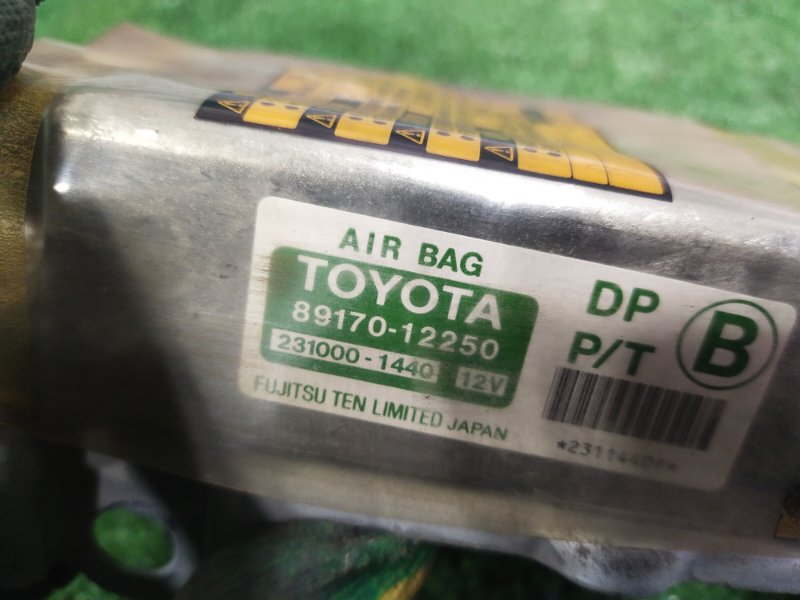 AIR BAG
TOYOTA
89170-12250
231000-1440 12V
FUJITSU TEN LIMITED JAPAN
DP
P/T
B